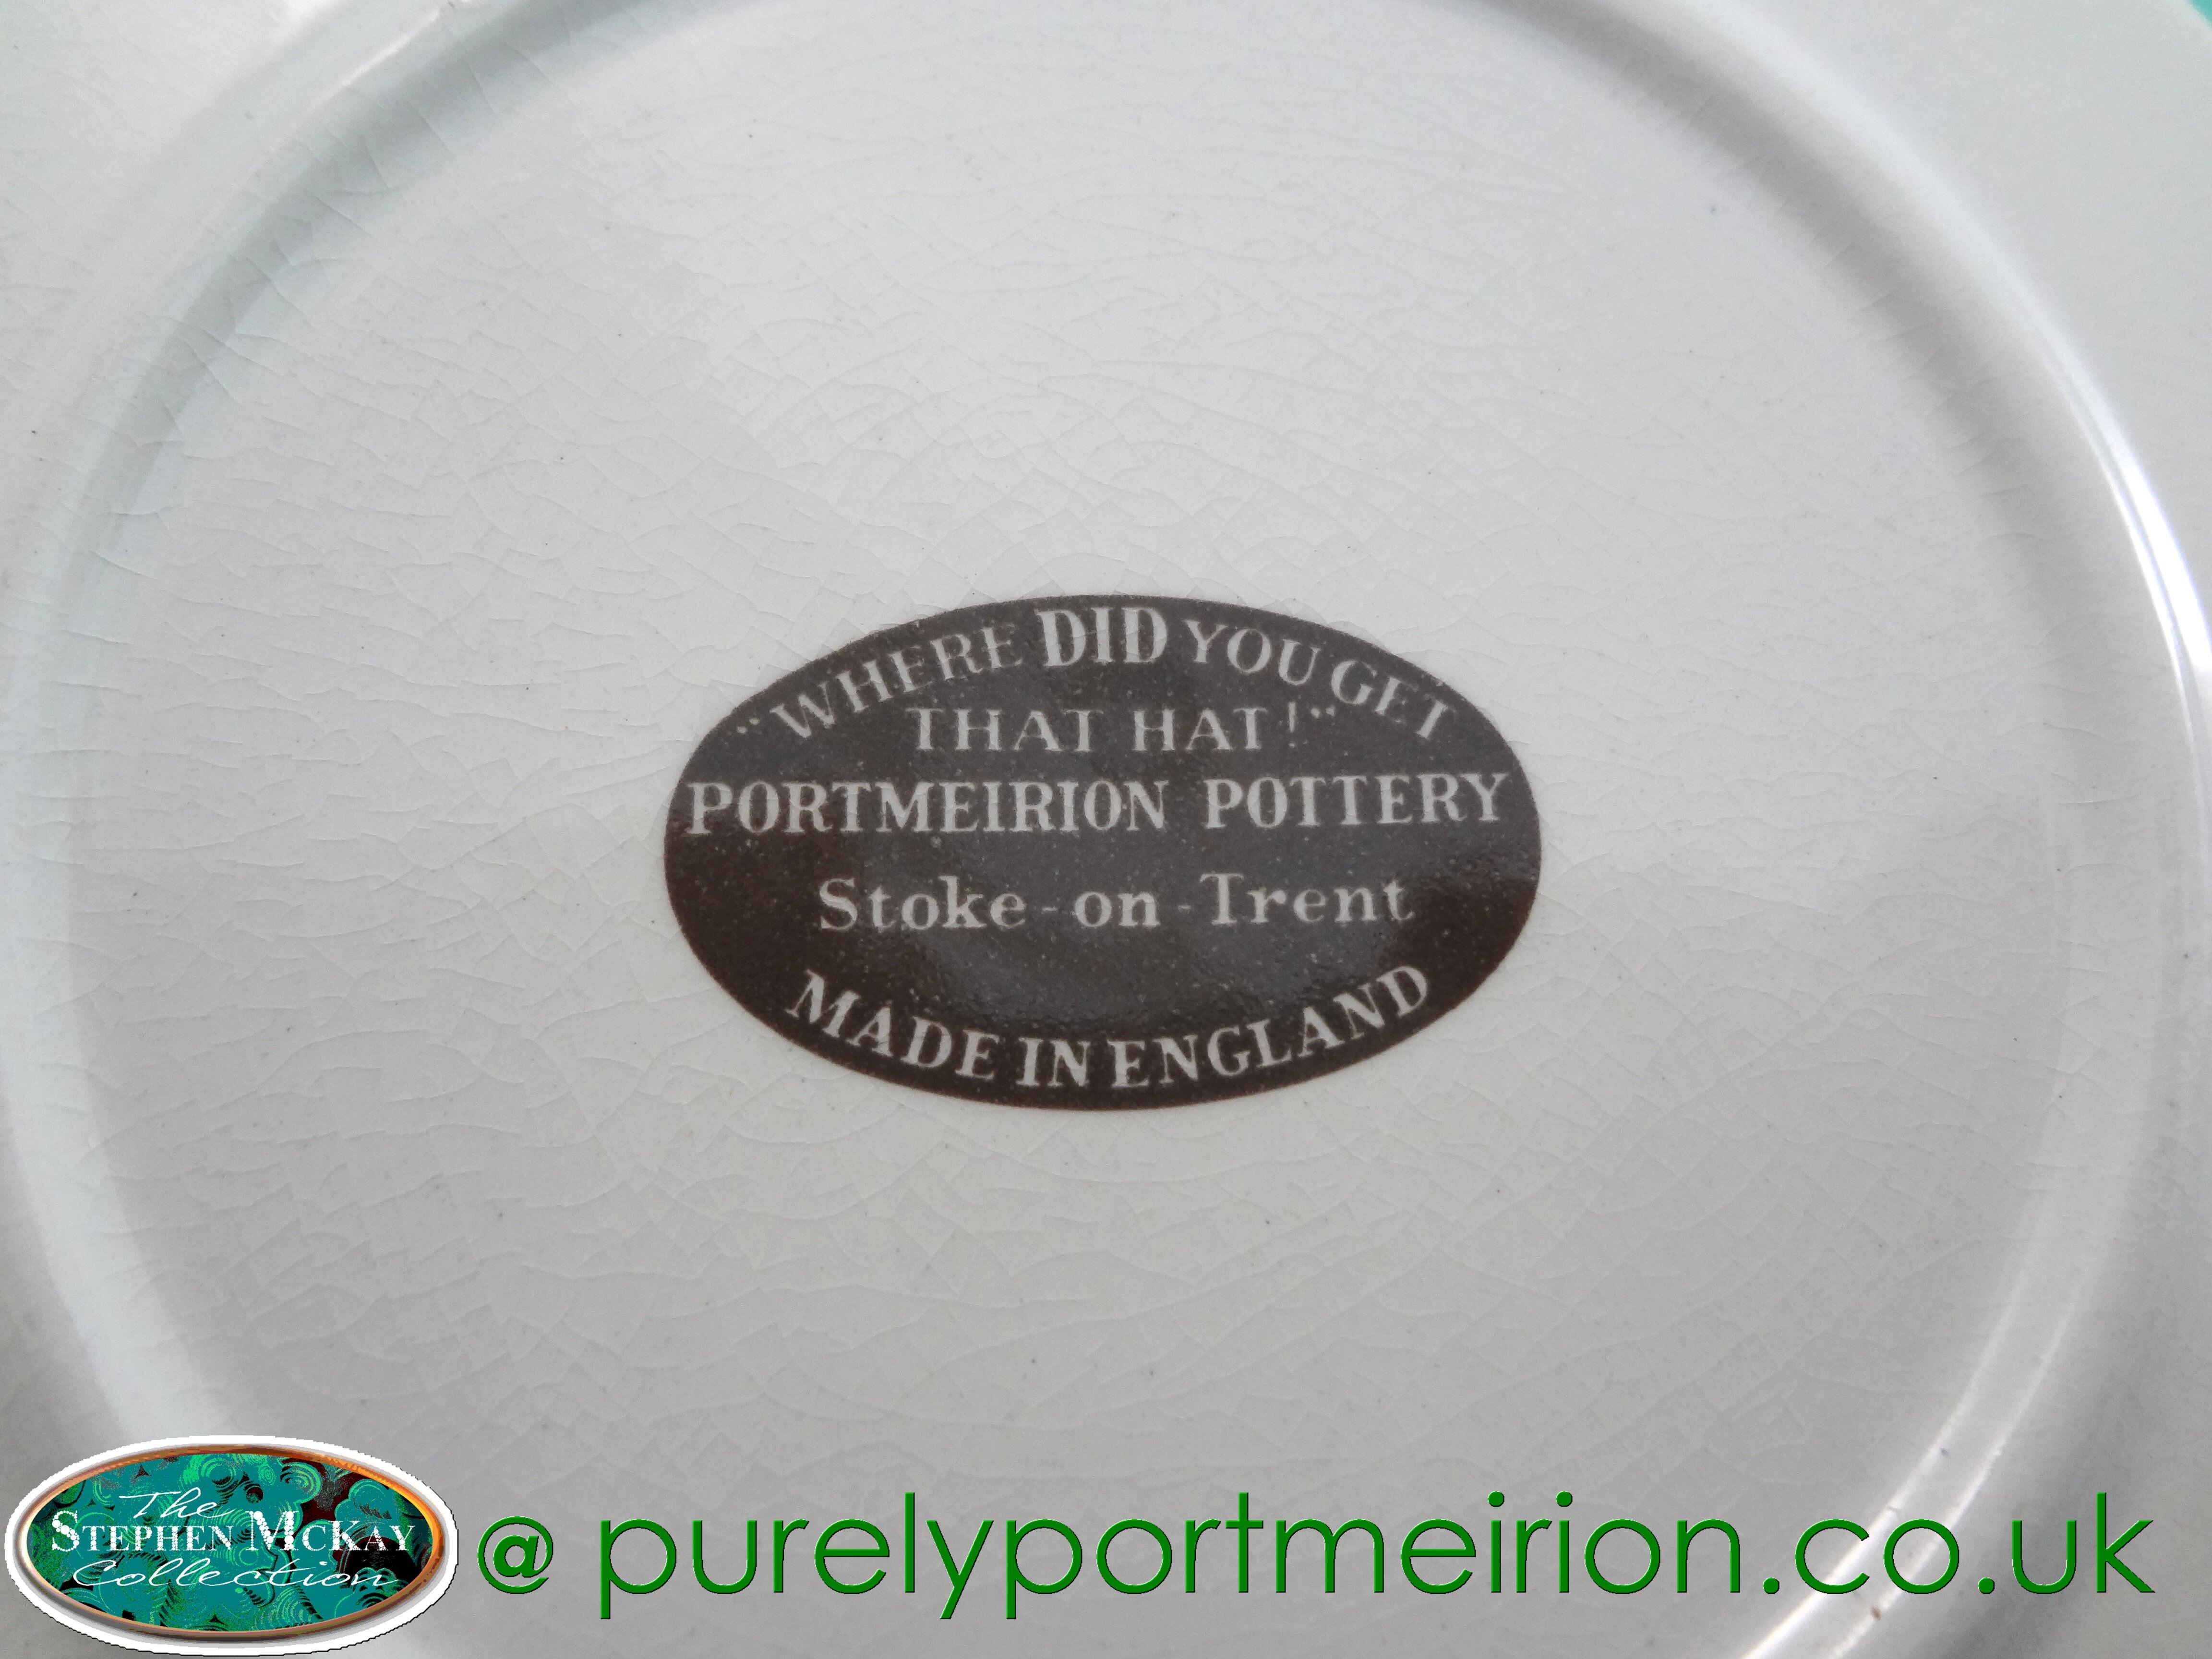 "WHERE DID YOU GET
THAT HAT!"
PORTMEIRION POTTERY
Stoke-on-Trent
MADE IN ENGLAND
The
STEPHEN MCKAY
Collection
@ purelyportmeirion.co.uk